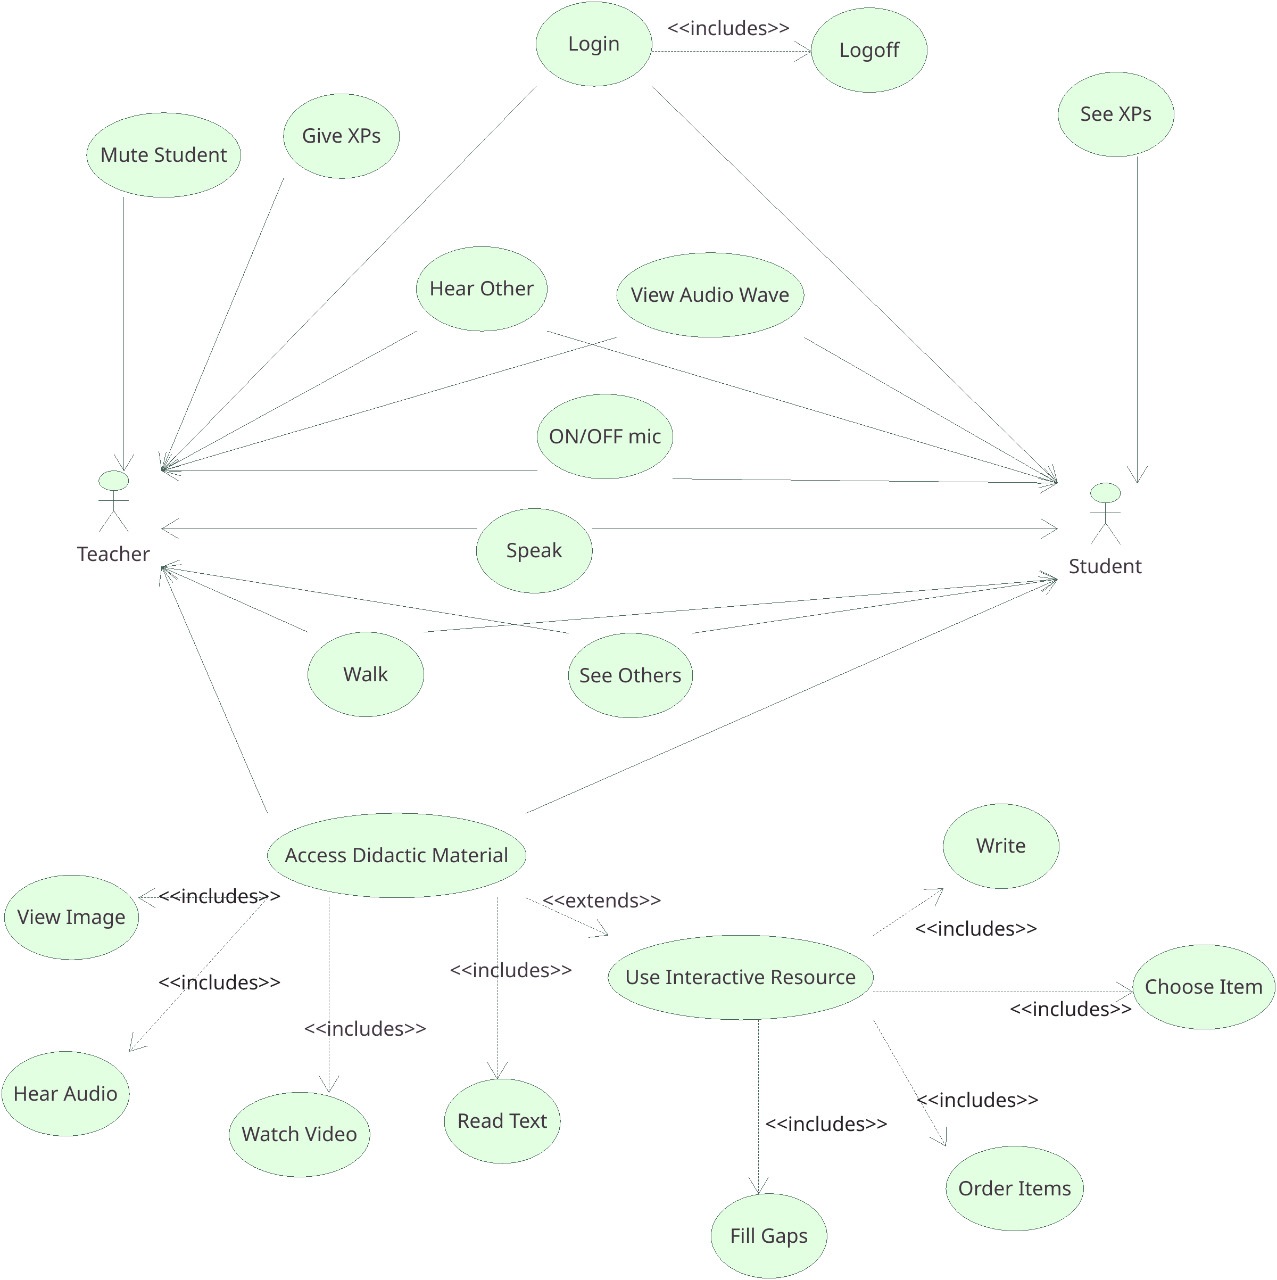 Login
<<includes>>
Logoff
See XPs
Give XPs
Mute Student
Hear Other
View Audio Wave
ON/OFF mic
Speak
Teacher
Student
Walk
See Others
Access Didactic Material
Write
<<includes>>
<<extends>>
View Image
<<includes>>
Use Interactive Resource
<<includes>>
<<includes>>
Choose Item
<<includes>>
<<includes>>
Hear Audio
<<includes>>
Read Text
Watch Video
<<includes>>
<<includes>>
Order Items
Fill Gaps